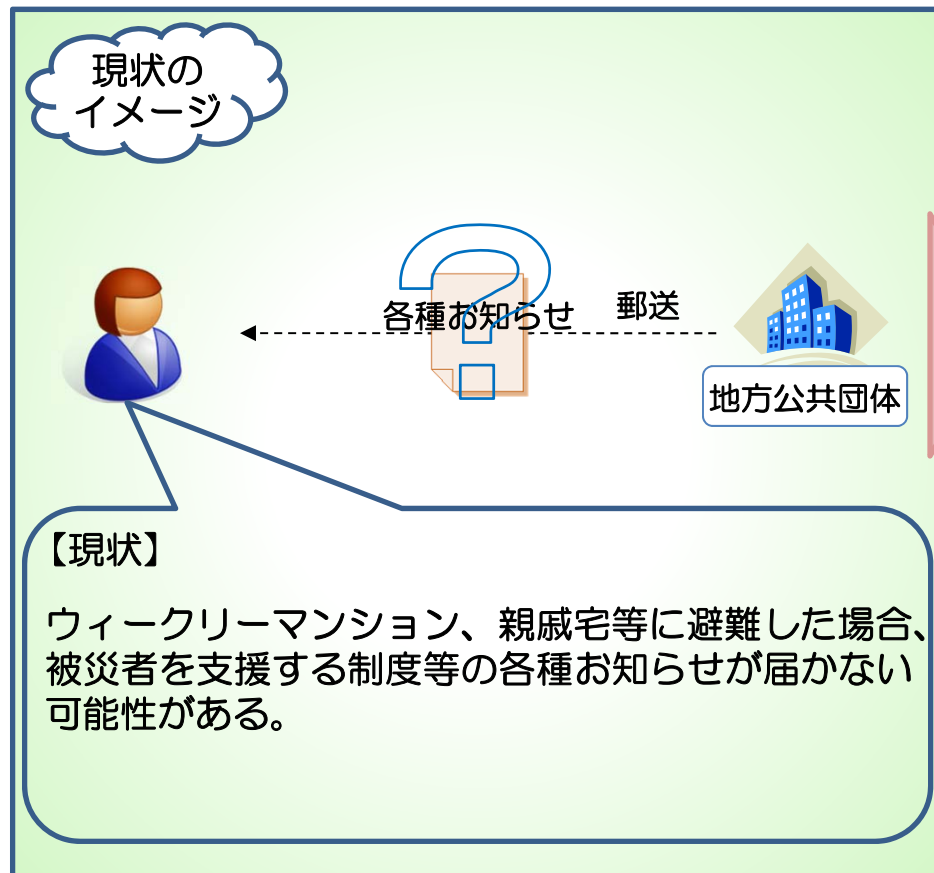 現状の
イメージ
各種お知らせ
郵送
?
地方公共団体
【現状】
ウィークリーマンション、親戚宅等に避難した場合、
被災者を支援する制度等の各種お知らせが届かない
可能性がある。